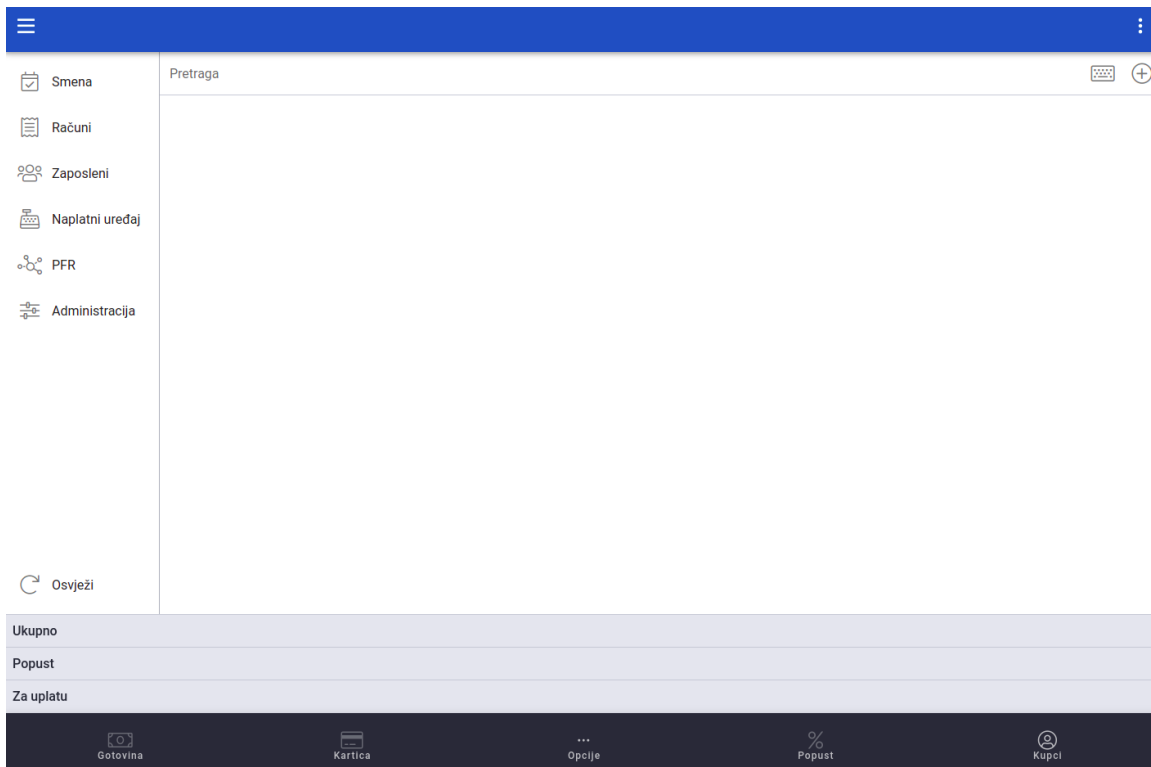 Pretraga
Smena
Računi
Zaposleni
Naplatni uređaj
PFR
Administracija
Osvježi
Ukupno
Popust
Za uplatu
Gotovina
Kartica
Opcije
Popust
Kupci